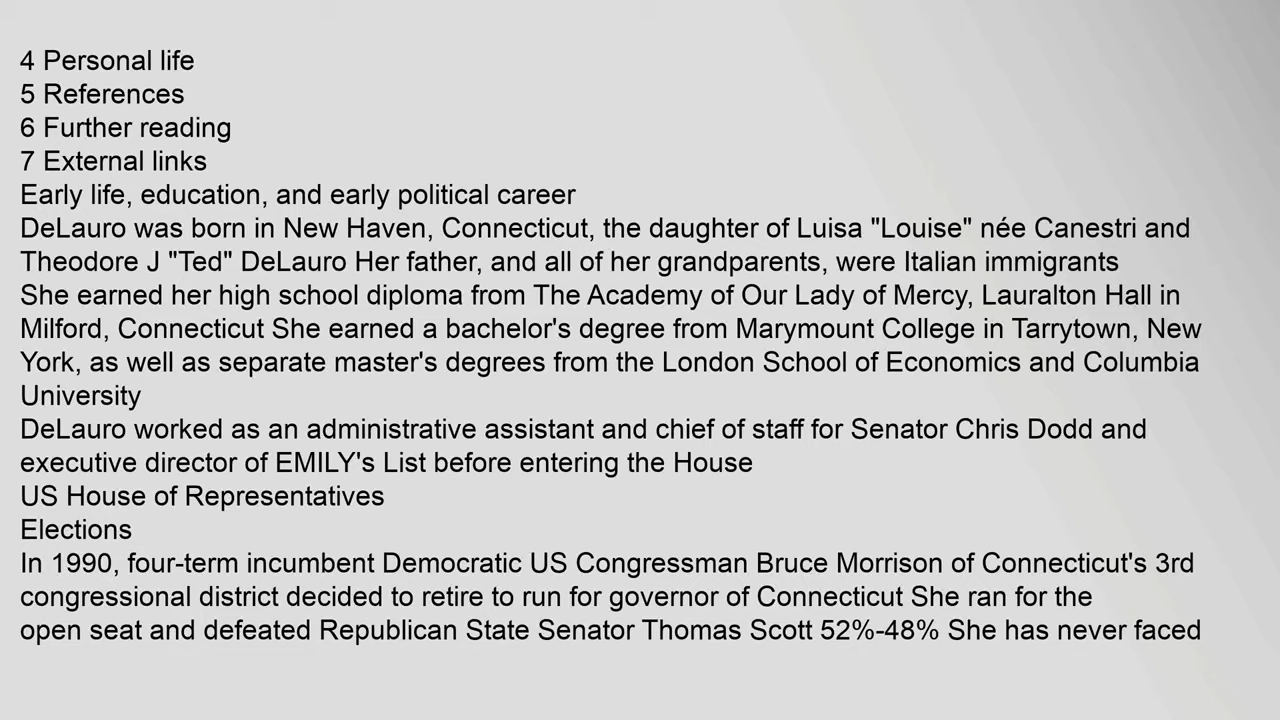 4 Personal life
5 References
6 Further reading
7 External links
Early life, education, and early political career
DeLauro was born in New Haven, Connecticut, the daughter of Luisa "Louise" née Canestri and
Theodore J "Ted" DeLauro Her father, and all of her grandparents, were Italian immigrants
She earned her high school diploma from The Academy of Our Lady of Mercy, Lauralton Hall in
Milford, Connecticut She earned a bachelor's degree from Marymount College in Tarrytown, New
York, as well as separate master's degrees from the London School of Economics and Columbia
University
DeLauro worked as an administrative assistant and chief of staff for Senator Chris Dodd and
executive director of EMILY's List before entering the House
US House of Representatives
Elections
In 1990, four-term incumbent Democratic US Congressman Bruce Morrison of Connecticut's 3rd
congressional district decided to retire to run for governor of Connecticut She ran for the
open seat and defeated Republican State Senator Thomas Scott 52%-48% She has never faced